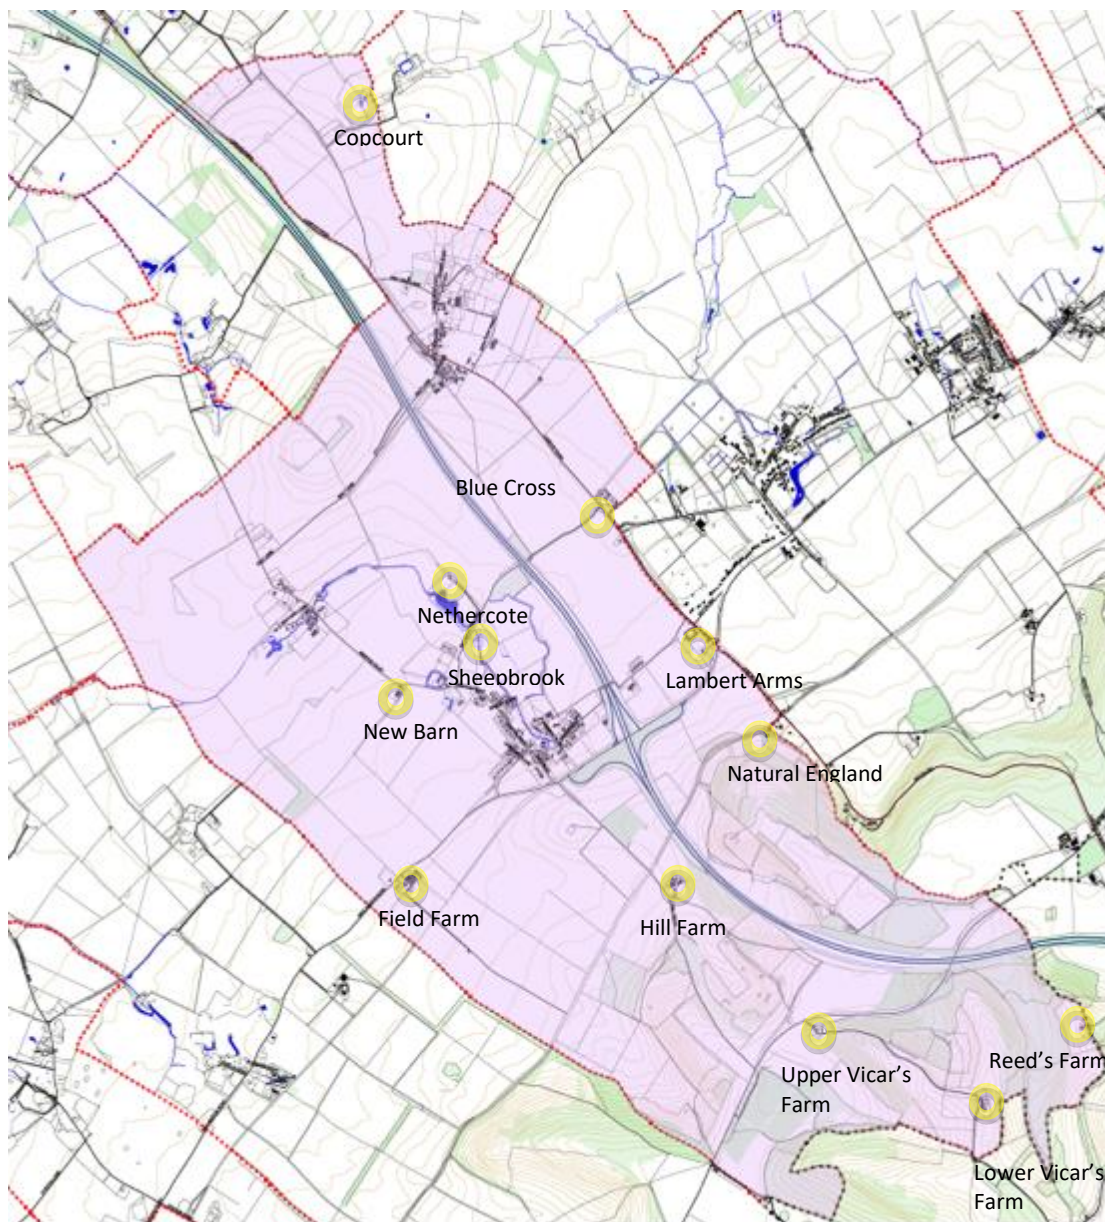 Copcourt
Blue Cross
Nethercote
Sheepbrook
Lambert Arms
New Barn
Natural England
Field Farm
Hill Farm
Reed's Farm
Upper Vicar's
Farm
Lower Vicar's
Farm